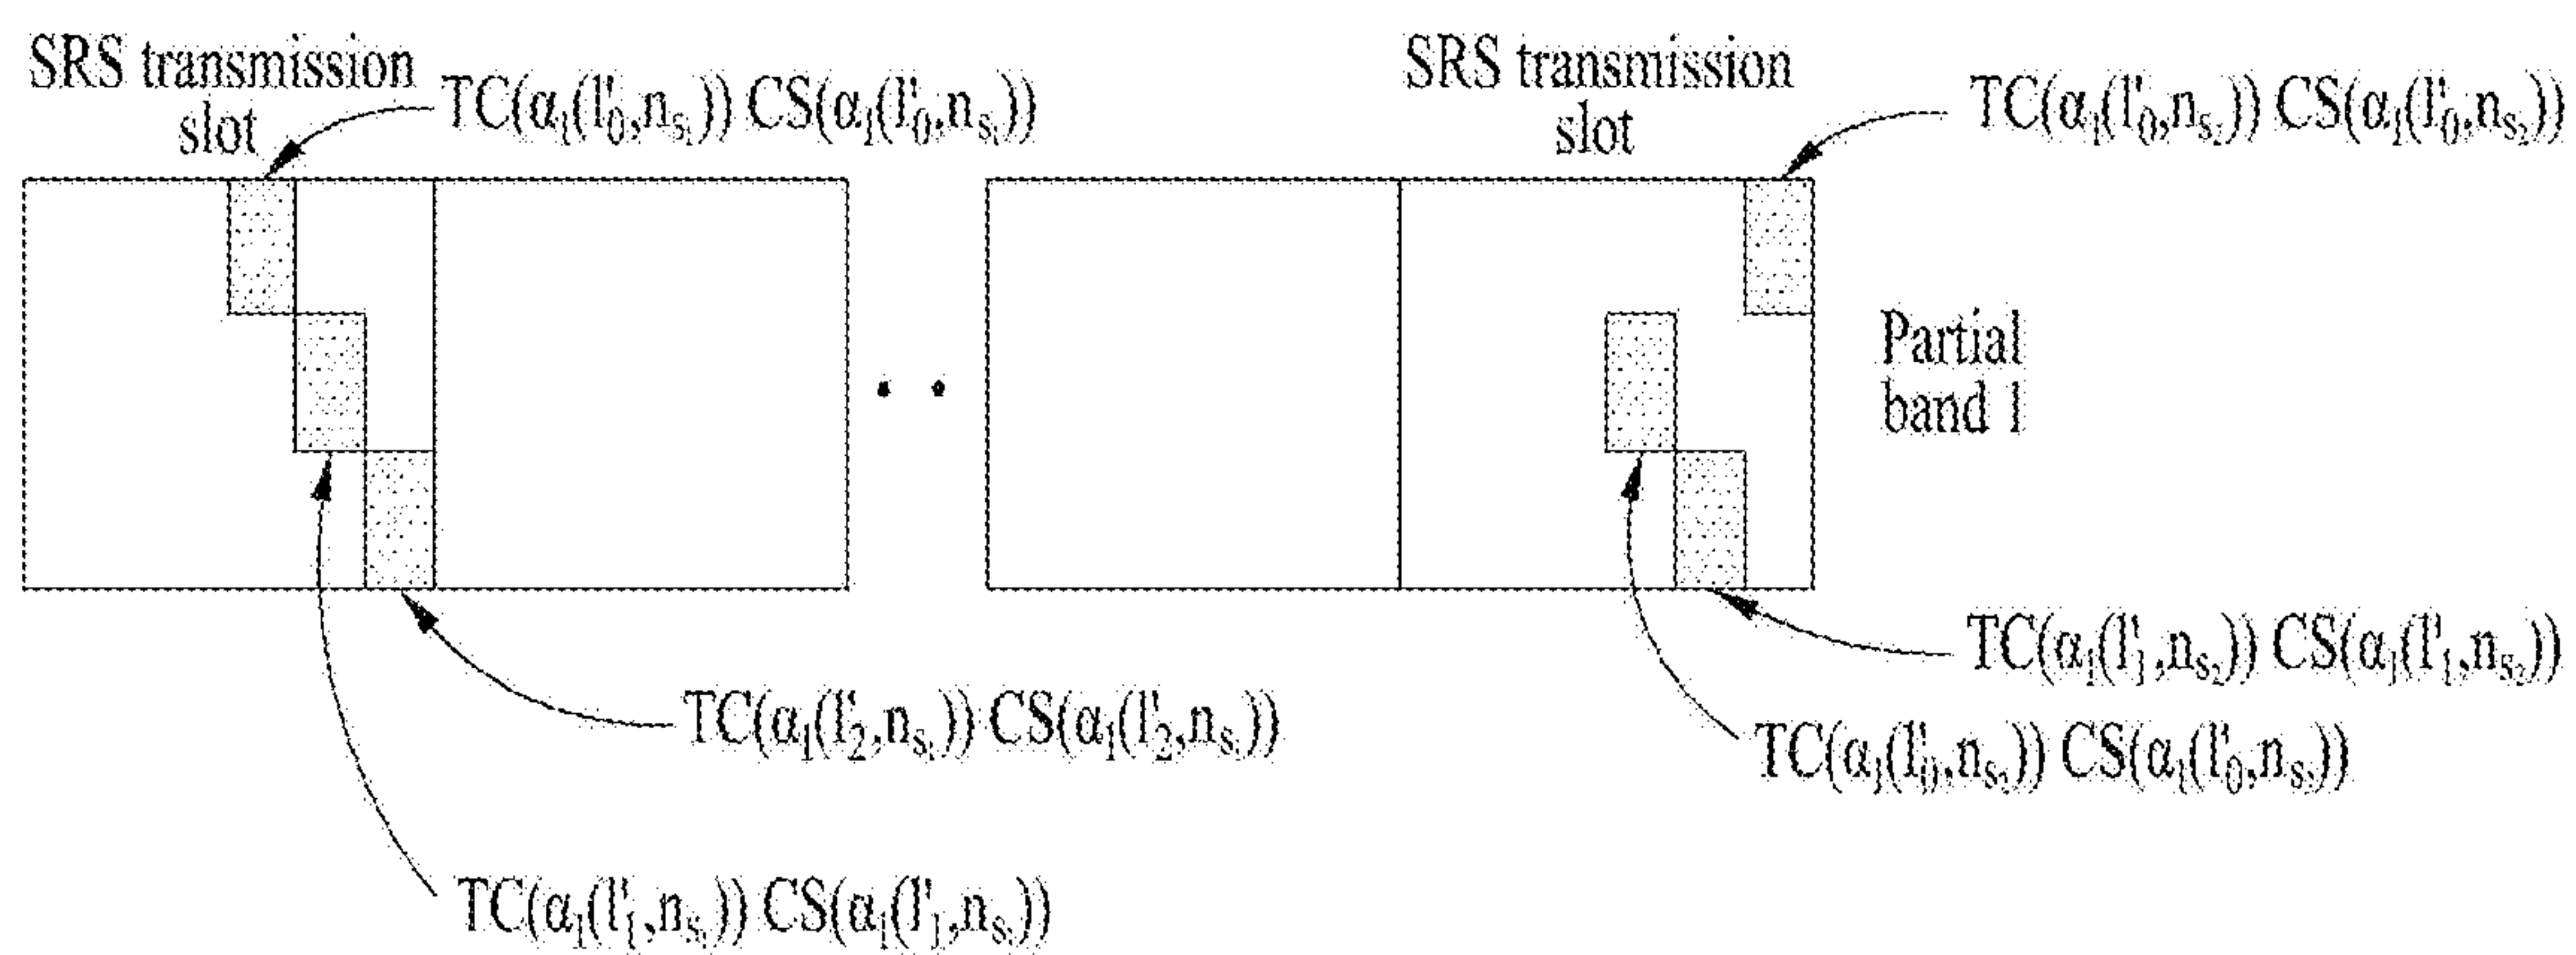 SRS transmission
slot
TC(α₁(l'₀,nₛ₁)) CS(α₁(l'₀,nₛ₁))
SRS transmission
slot
TC(α₁(l'₀,nₛ₂)) CS(α₁(l'₀,nₛ₂))
Partial
band 1
TC(α₁(l'₁,nₛ₂)) CS(α₁(l'₁,nₛ₂))
TC(α₁(l'₂,nₛ₁)) CS(α₁(l'₂,nₛ₁))
TC(α₁(l'₀,nₛ₂)) CS(α₁(l'₀,nₛ₂))
TC(α₁(l'₁,nₛ₁)) CS(α₁(l'₁,nₛ₁))